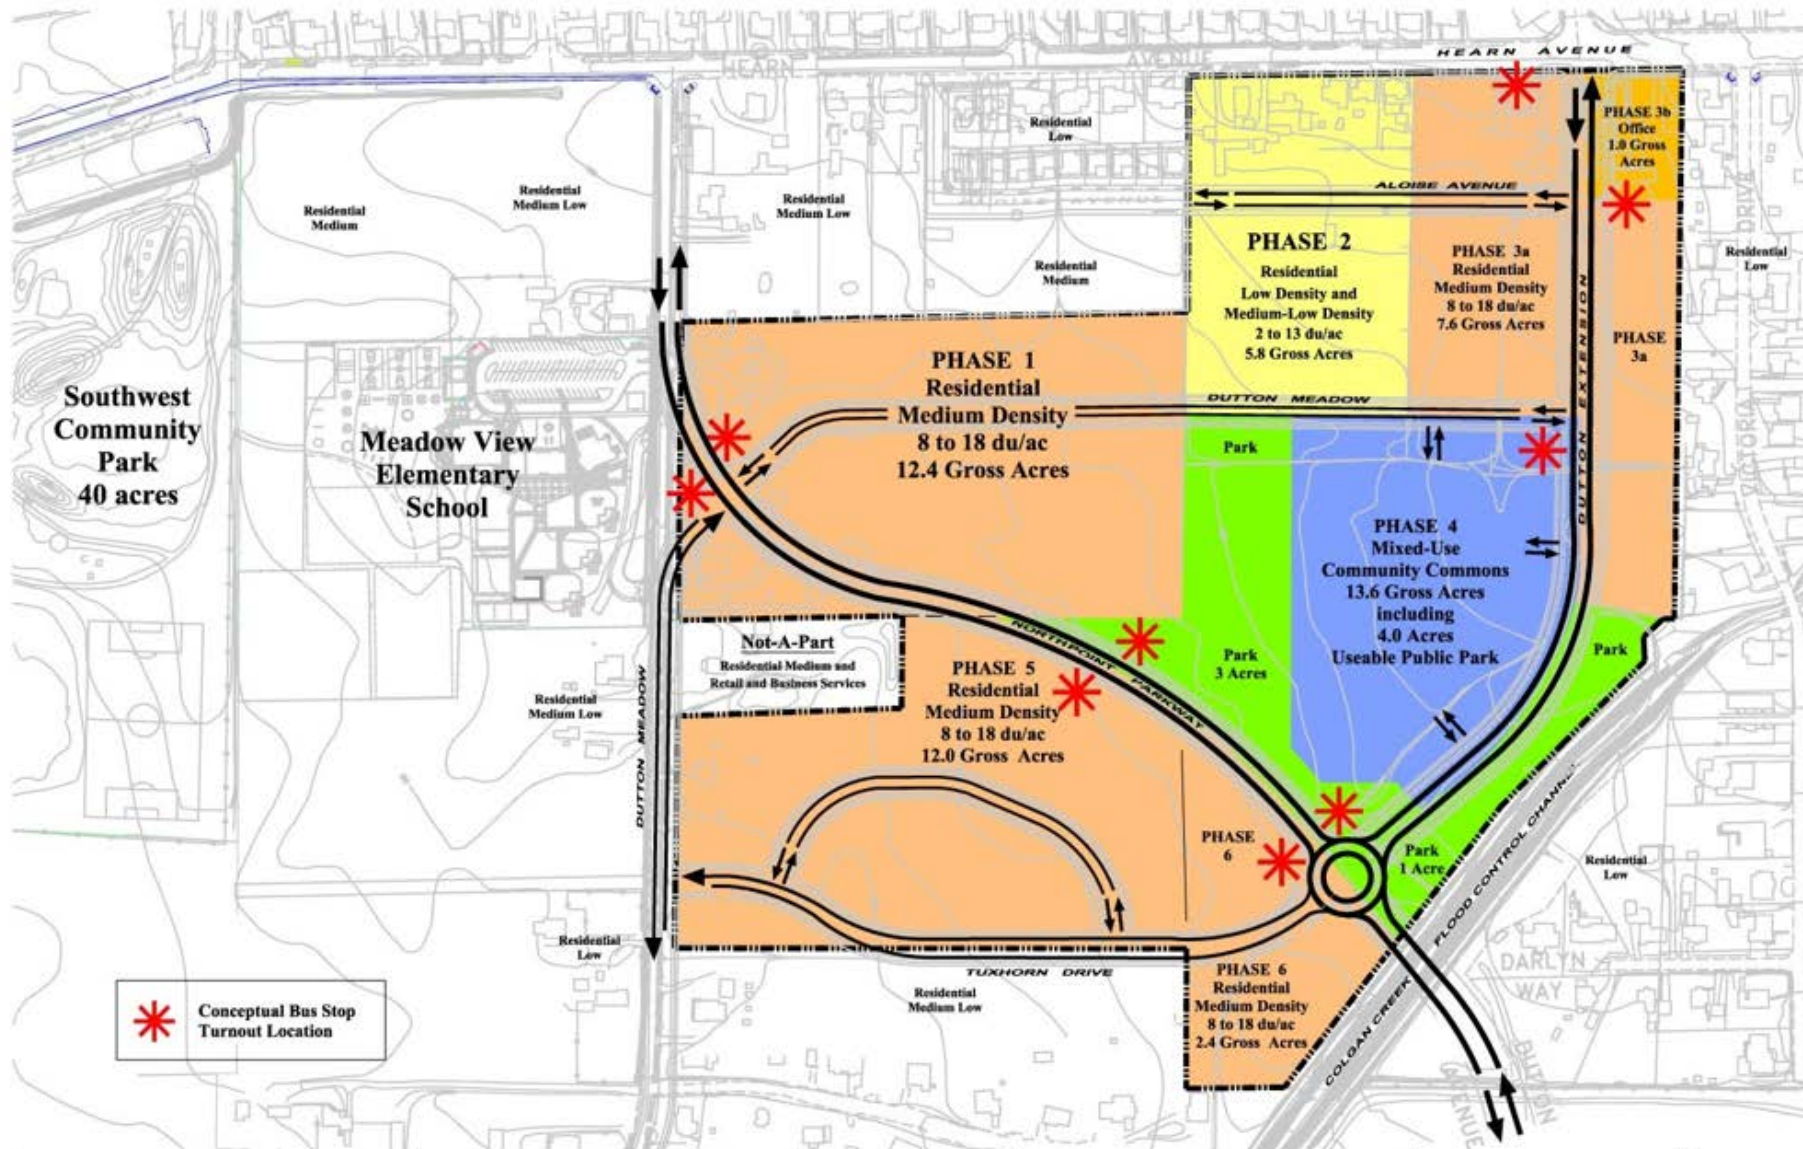 HEARN AVENUE
HEARN AVENUE
PHASE 3b
Office
1.0 Gross
Acres
Residential
Low
Residential
Medium Low
Residential
Medium
Residential
Medium Low
ALOISE AVENUE
AVENUE
DRIVE
PHASE 2
Residential
Low Density and
Medium-Low Density
2 to 13 du/ac
5.8 Gross Acres
PHASE 3a
Residential
Medium Density
8 to 18 du/ac
7.6 Gross Acres
Residential
Low
Residential
Medium
DUTTON EXTENSION
PHASE
3a
PHASE 1
Residential
Medium Density
8 to 18 du/ac
12.4 Gross Acres
Southwest
Community
Park
40 acres
Meadow View
Elementary
School
DUTTON MEADOW
Park
PHASE 4
Mixed-Use
Community Commons
13.6 Gross Acres
including
4.0 Acres
Useable Public Park
Not-A-Part
Residential Medium and
Retail and Business Services
NORTHPOINT PARKWAY
Park
3 Acres
Park
PHASE 5
Residential
Medium Density
8 to 18 du/ac
12.0 Gross Acres
Residential
Medium Low
DUTTON MEADOW
PHASE
6
Park
1 Acre
Residential
Low
COLGAN CREEK FLOOD CONTROL CHANNEL
Residential
Low
TUXHORN DRIVE
Residential
Medium Low
PHASE 6
Residential
Medium Density
8 to 18 du/ac
2.4 Gross Acres
DARLYN
WAY
DUTTON
AVENUE
Conceptual Bus Stop
Turnout Location